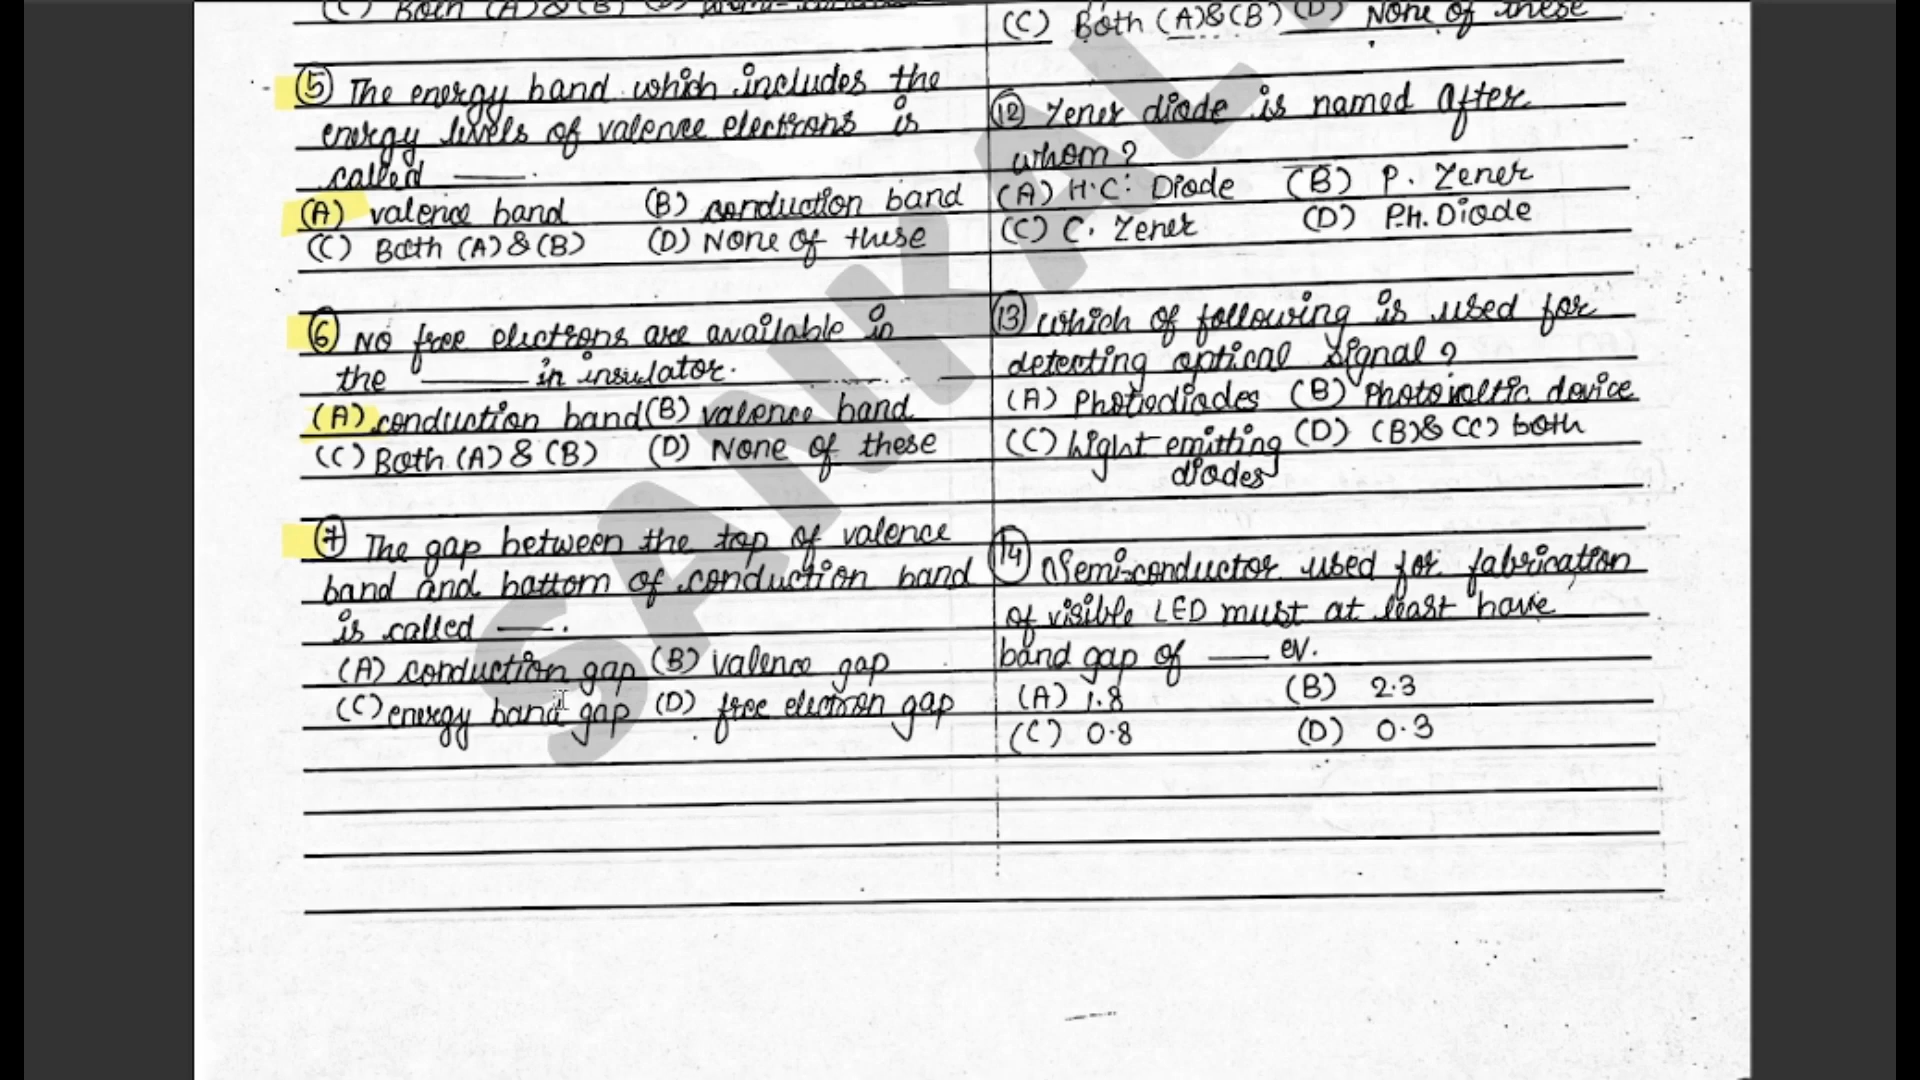 (C) Both (A) & (B) (D)
⑤ The energy band which includes the
energy levels of valence electrons is
called ——.
(A) valence band (B) conduction band
(C) Both (A) & (B) (D) None of these
⑥ No free electrons are available in
the —— in insulator.
(A) conduction band (B) valence band
(C) Both (A) & (B) (D) None of these
⑦ The gap between the top of valence
band and bottom of conduction band
is called ——.
(A) conduction gap (B) valence gap
(C) energy band gap (D) free electron gap
(C) Both (A) & (B) (D) None of these
⑫ Zener diode is named after
whom?
(A) H.C. Diode (B) P. Zener
(C) C. Zener (D) P.H. Diode
⑬ which of following is used for
detecting optical signal?
(A) Photodiodes (B) Photovoltic device
(C) Light emitting (D) (B) & (C) both
diodes
⑭ Semi-conductor used for fabrication
of visible LED must at least have
band gap of —— ev.
(A) 1.8 (B) 2.3
(C) 0.8 (D) 0.3
SANKAL